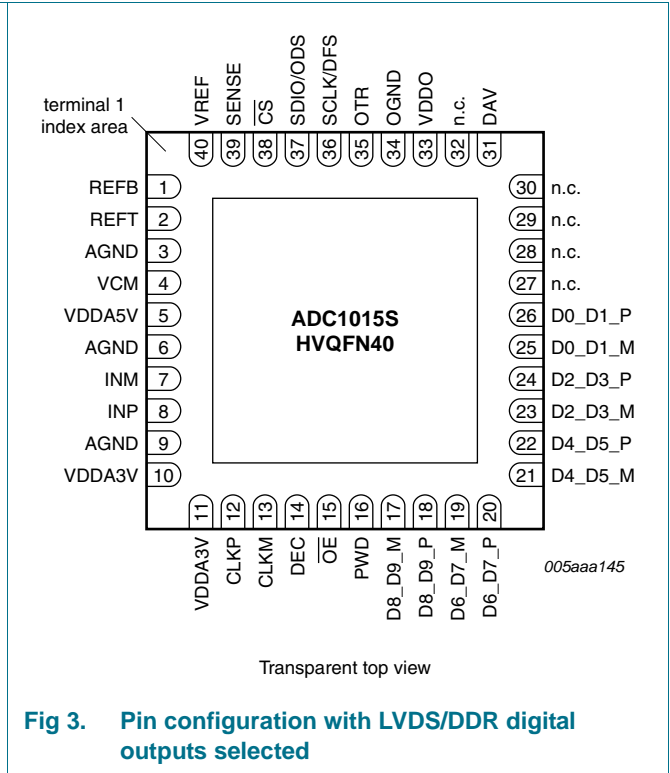 terminal 1
index area
40 VREF
39 SENSE
38 CS
37 SDIO/ODS
36 SCLK/DFS
35 OTR
34 OGND
33 VDDO
32 n.c.
31 DAV
REFB 1
REFT 2
AGND 3
VCM 4
VDDA5V 5
AGND 6
INM 7
INP 8
AGND 9
VDDA3V 10
ADC1015S
HVQFN40
30 n.c.
29 n.c.
28 n.c.
27 n.c.
26 D0_D1_P
25 D0_D1_M
24 D2_D3_P
23 D2_D3_M
22 D4_D5_P
21 D4_D5_M
VDDA3V 11
CLKP 12
CLKM 13
DEC 14
OE 15
PWD 16
D8_D9_M 17
D8_D9_P 18
D6_D7_M 19
D6_D7_P 20
005aaa145
Transparent top view
Fig 3. Pin configuration with LVDS/DDR digital
outputs selected